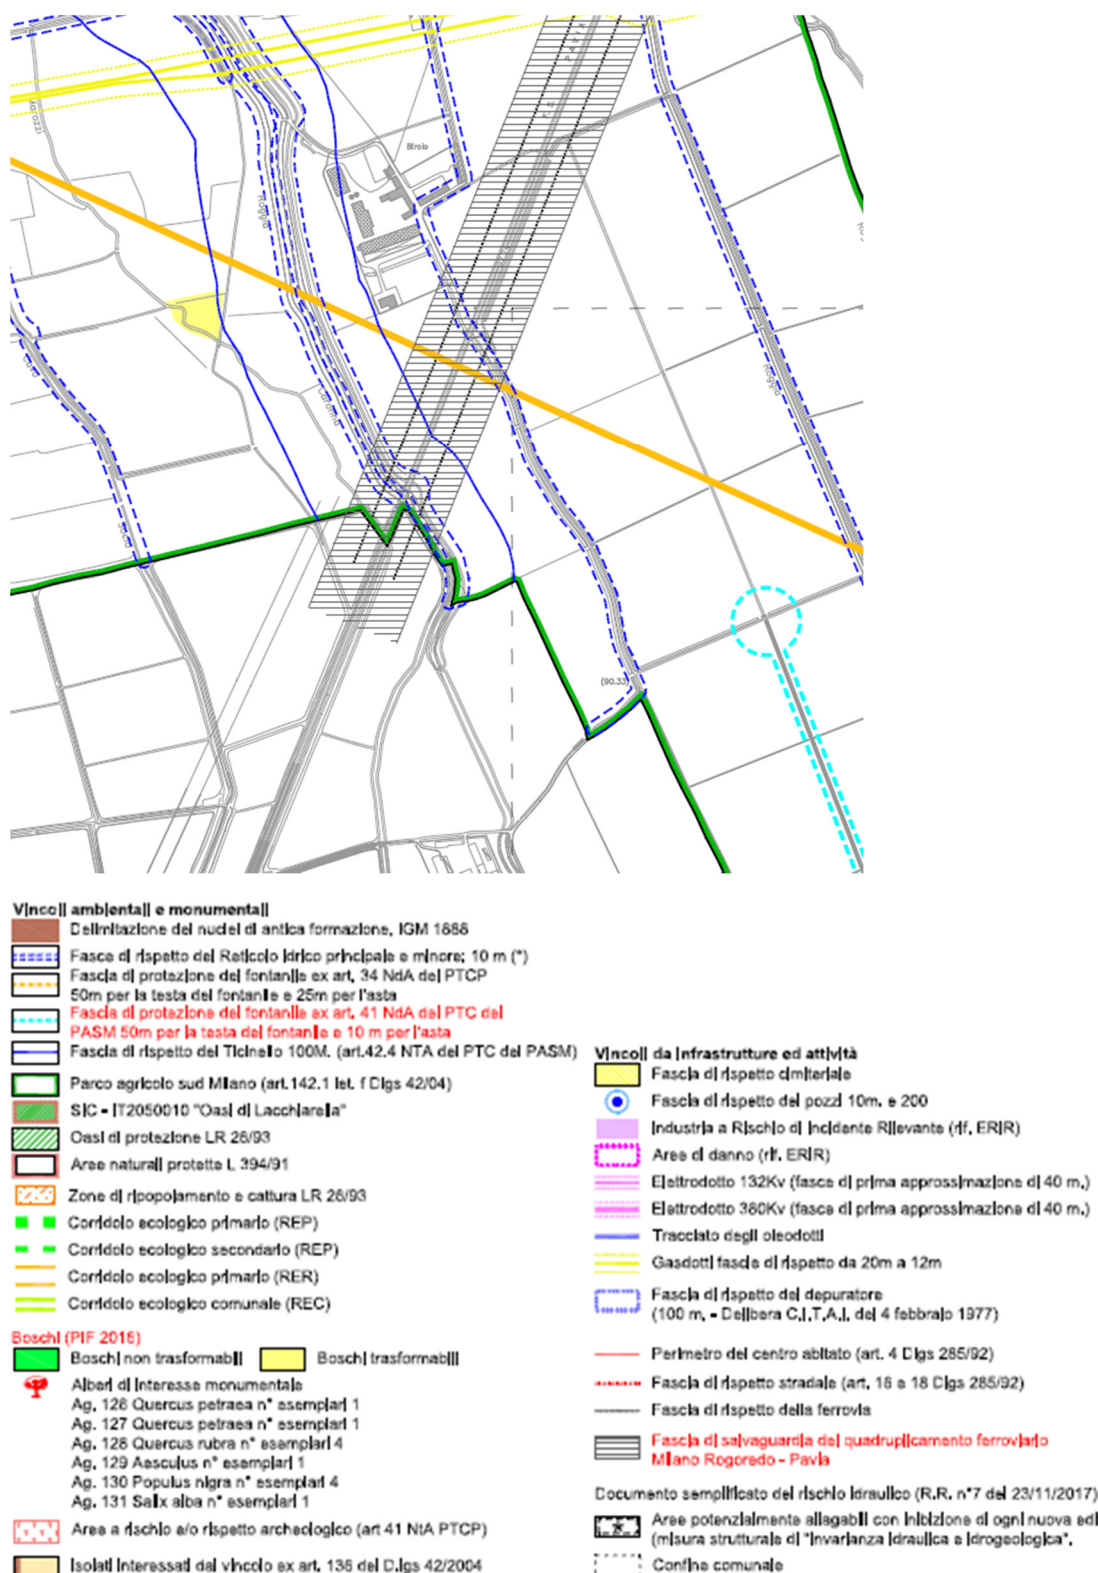 PAVIA
F.S.
Marozzi
Birolo
Roggia
Roggia
Caronna
Cavo
(90.33)
Vincoli ambientali e monumentali
Delimitazione dei nuclei di antica formazione, IGM 1888
Fasce di rispetto del Reticolo idrico principale e minore: 10 m (*)
Fascia di protezione dei fontanile ex art. 34 NdA del PTCP
50m per la testa del fontanile e 25m per l'asta
Fascia di protezione dei fontanile ex art. 41 NdA del PTC del
PASM 50m per la testa del fontanile e 10 m per l'asta
Fascia di rispetto del Ticinello 100M. (art.42.4 NTA del PTC del PASM)
Parco agricolo sud Milano (art.142.1 let. f Dlgs 42/04)
SIC - IT2050010 "Oasi di Lacchiarella"
Oasi di protezione LR 26/93
Aree naturali protette L 394/91
Zone di ripopolamento e cattura LR 26/93
Corridoio ecologico primario (REP)
Corridoio ecologico secondario (REP)
Corridoio ecologico primario (RER)
Corridoio ecologico comunale (REC)
Boschi (PIF 2016)
Boschi non trasformabili
Boschi trasformabili
Alberi di interesse monumentale
Ag. 126 Quercus petraea n° esemplari 1
Ag. 127 Quercus petraea n° esemplari 1
Ag. 128 Quercus rubra n° esemplari 4
Ag. 129 Aesculus n° esemplari 1
Ag. 130 Populus nigra n° esemplari 4
Ag. 131 Salix alba n° esemplari 1
Aree a rischio e/o rispetto archeologico (art 41 NtA PTCP)
Isolati interessati dal vincolo ex art. 136 del D.lgs 42/2004
Vincoli da infrastrutture ed attività
Fascia di rispetto cimiteriale
Fascia di rispetto dei pozzi 10m. e 200
Industria a Rischio di Incidente Rilevante (rif. ERIR)
Aree di danno (rif. ERIR)
Elettrodotto 132Kv (fasce di prima approssimazione di 40 m.)
Elettrodotto 380Kv (fasce di prima approssimazione di 40 m.)
Tracciato degli oleodotti
Gasdotti fascie di rispetto da 20m a 12m
Fascia di rispetto del depuratore
(100 m. - Delibera C.I.T.A.I. del 4 febbraio 1977)
Perimetro del centro abitato (art. 4 Dlgs 285/92)
Fascia di rispetto stradale (art. 16 e 18 Dlgs 285/92)
Fascia di rispetto della ferrovia
Fascia di salvaguardia del quadruplicamento ferroviario
Milano Rogoredo - Pavia
Documento semplificato del rischio idraulico (R.R. n°7 del 23/11/2017)
Aree potenzialmente allagabili con inibizione di ogni nuova edi
(misura strutturale di "invarianza idraulica e idrogeologica".
Confine comunale